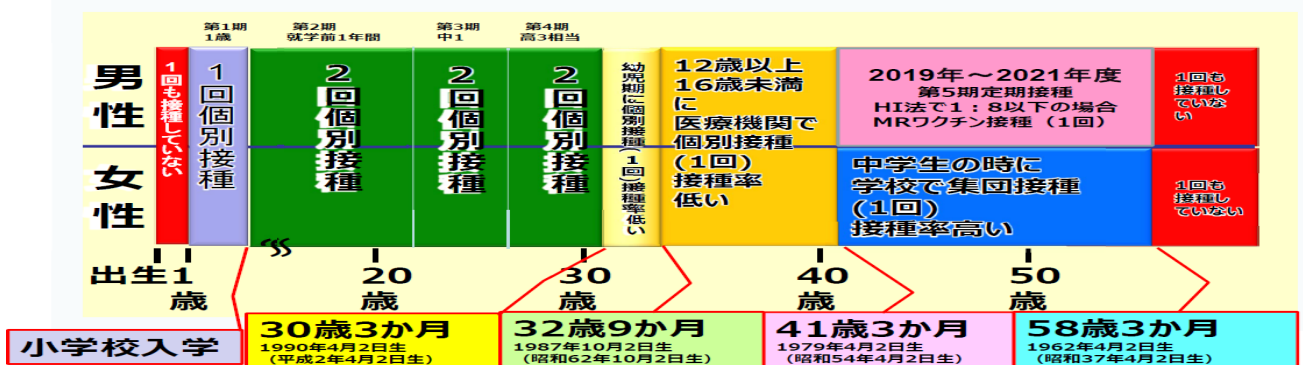 第1期
1歳
第2期
就学前1年間
第3期
中1
第4期
高3相当
男性
女性
1回も接種していない
1回個別接種
2回個別接種
2回個別接種
2回個別接種
幼児期に個別接種(1回)接種率低い
12歳以上
16歳未満
に
医療機関で
個別接種
(1回)
接種率
低い
2019年～2021年度
第5期定期接種
HI法で1：8以下の場合
MRワクチン接種（1回）
中学生の時に
学校で集団接種
(1回)
接種率高い
1回も
接種し
ていな
い
1回も
接種し
ていない
出生
1歳
20歳
30歳
40歳
50歳
小学校入学
30歳3か月
1990年4月2日生
(平成2年4月2日生)
32歳9か月
1987年10月2日生
(昭和62年10月2日生)
41歳3か月
1979年4月2日生
(昭和54年4月2日生)
58歳3か月
1962年4月2日生
(昭和37年4月2日生)